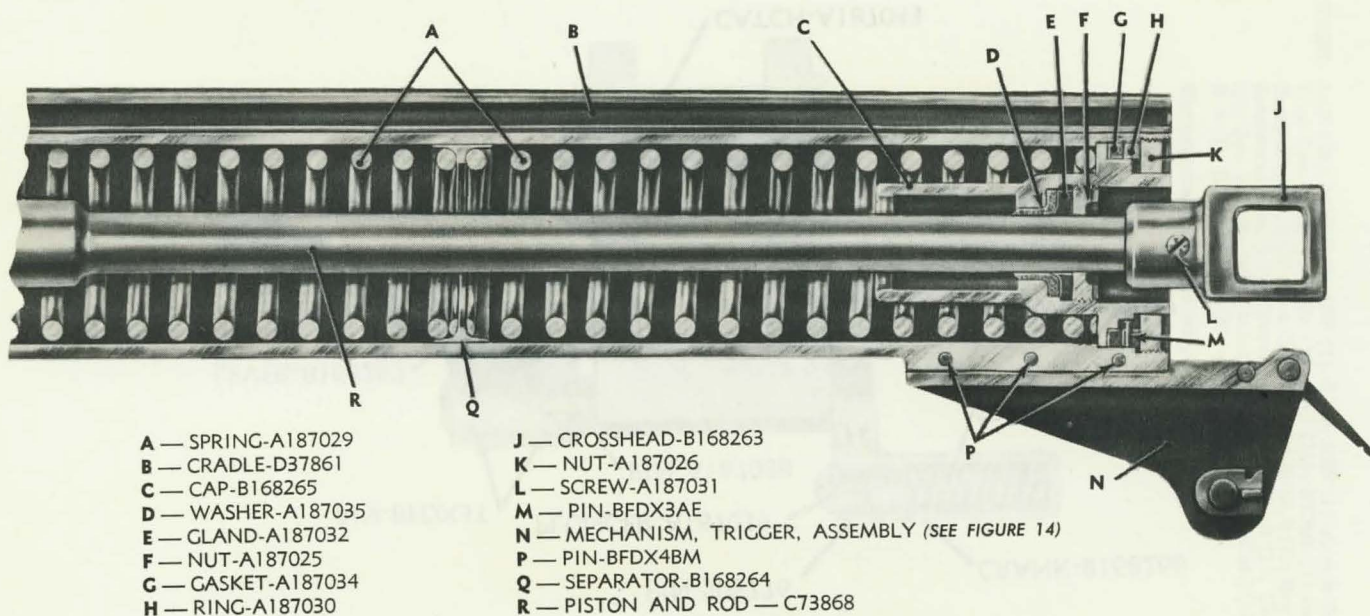 A B C D E F G H
J
K
L
M
R Q P N
A — SPRING-A187029
B — CRADLE-D37861
C — CAP-B168265
D — WASHER-A187035
E — GLAND-A187032
F — NUT-A187025
G — GASKET-A187034
H — RING-A187030
J — CROSSHEAD-B168263
K — NUT-A187026
L — SCREW-A187031
M — PIN-BFDX3AE
N — MECHANISM, TRIGGER, ASSEMBLY (SEE FIGURE 14)
P — PIN-BFDX4BM
Q — SEPARATOR-B168264
R — PISTON AND ROD — C73868